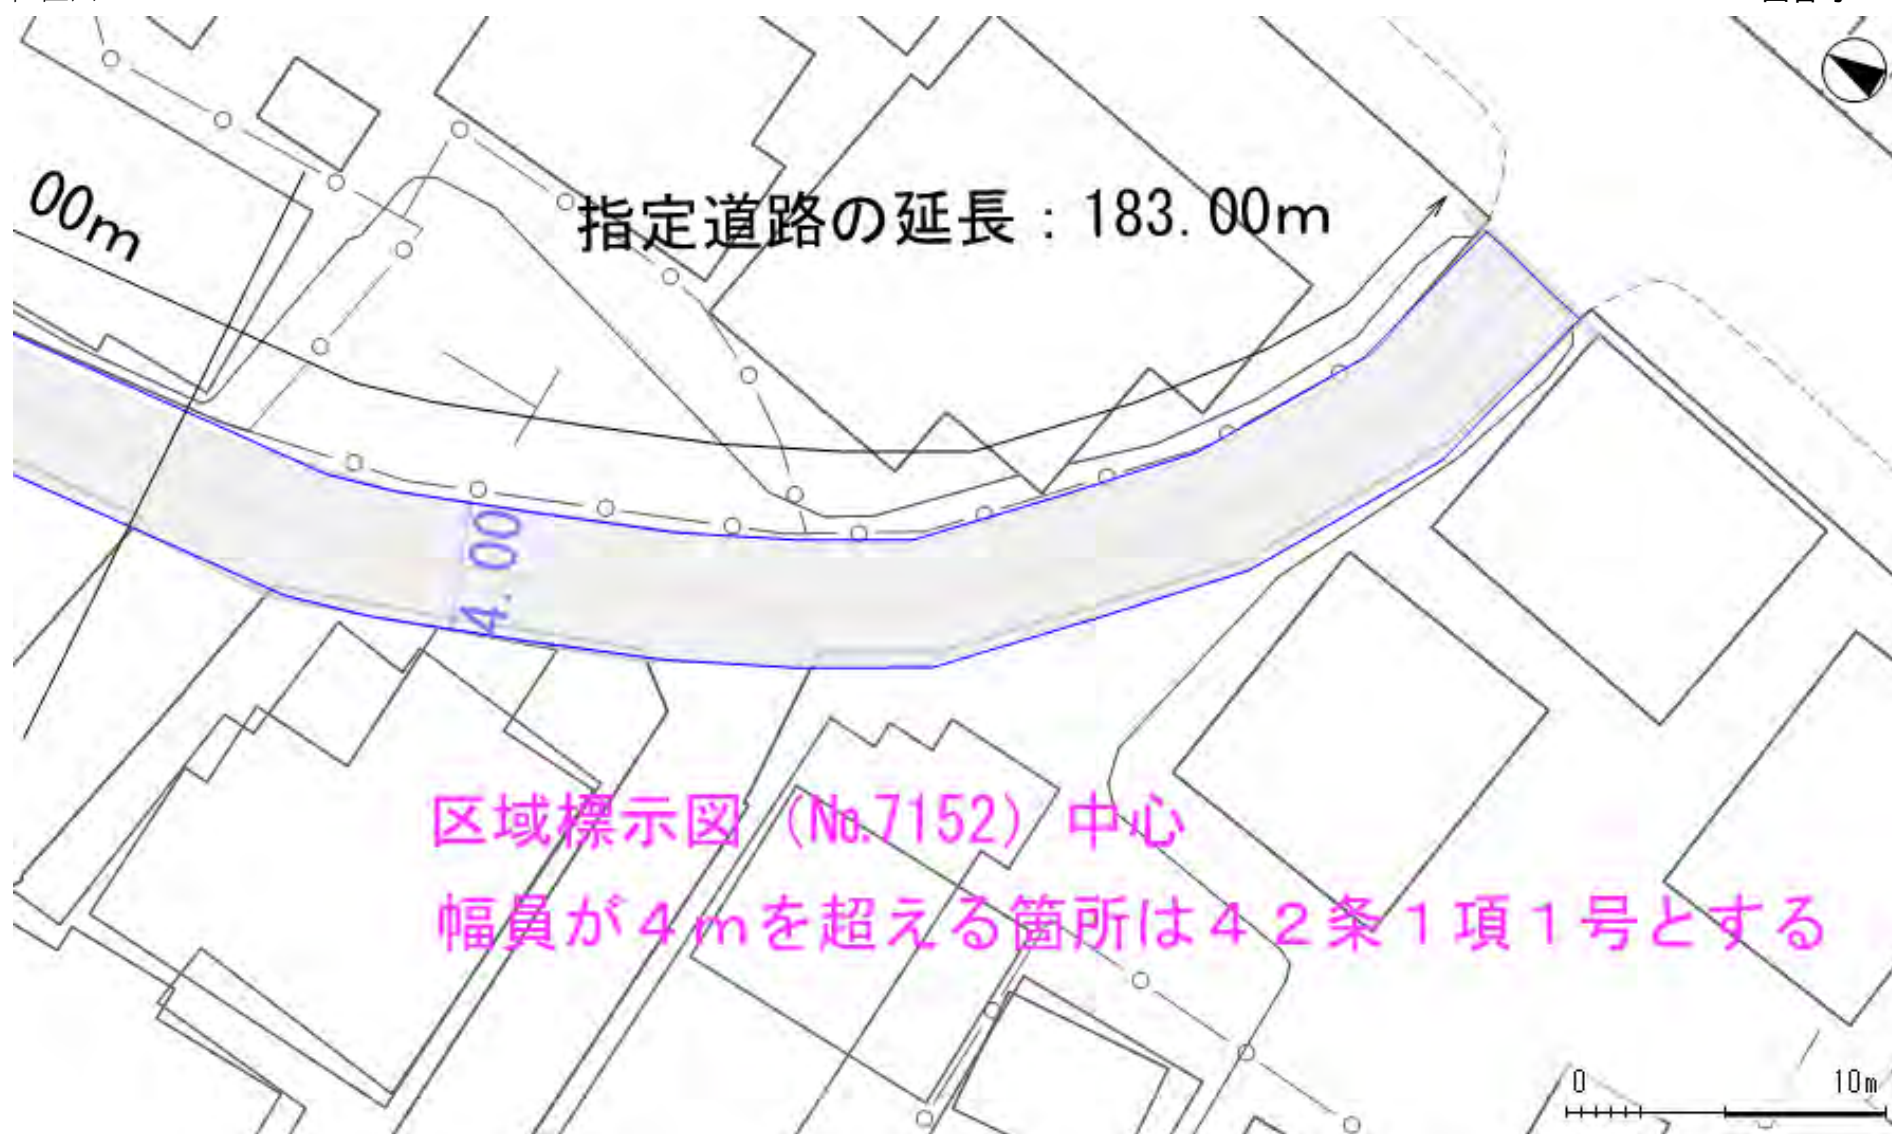 00m
指定道路の延長：183.00m
4.00
区域標示図（№7152）中心
幅員が４ｍを超える箇所は４２条１項１号とする
0 10m